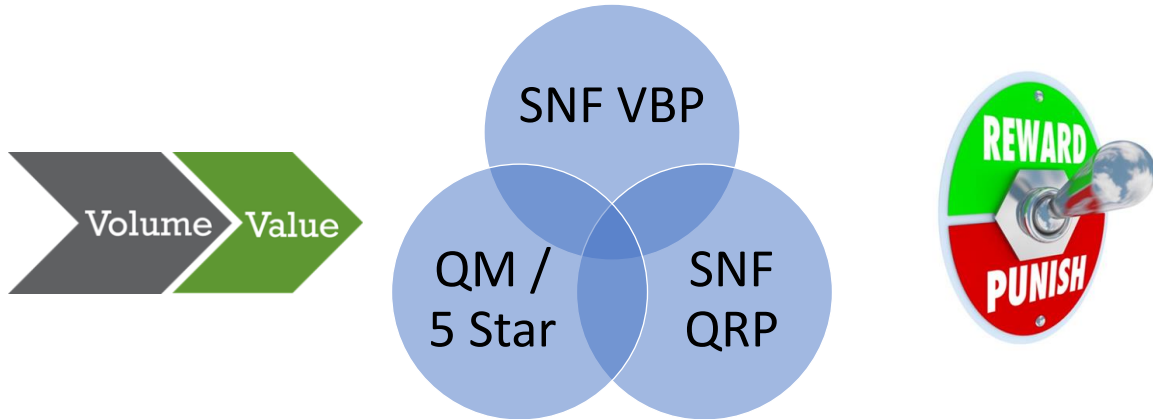 Volume
Value
SNF VBP
QM /
5 Star
SNF
QRP
REWARD
PUNISH